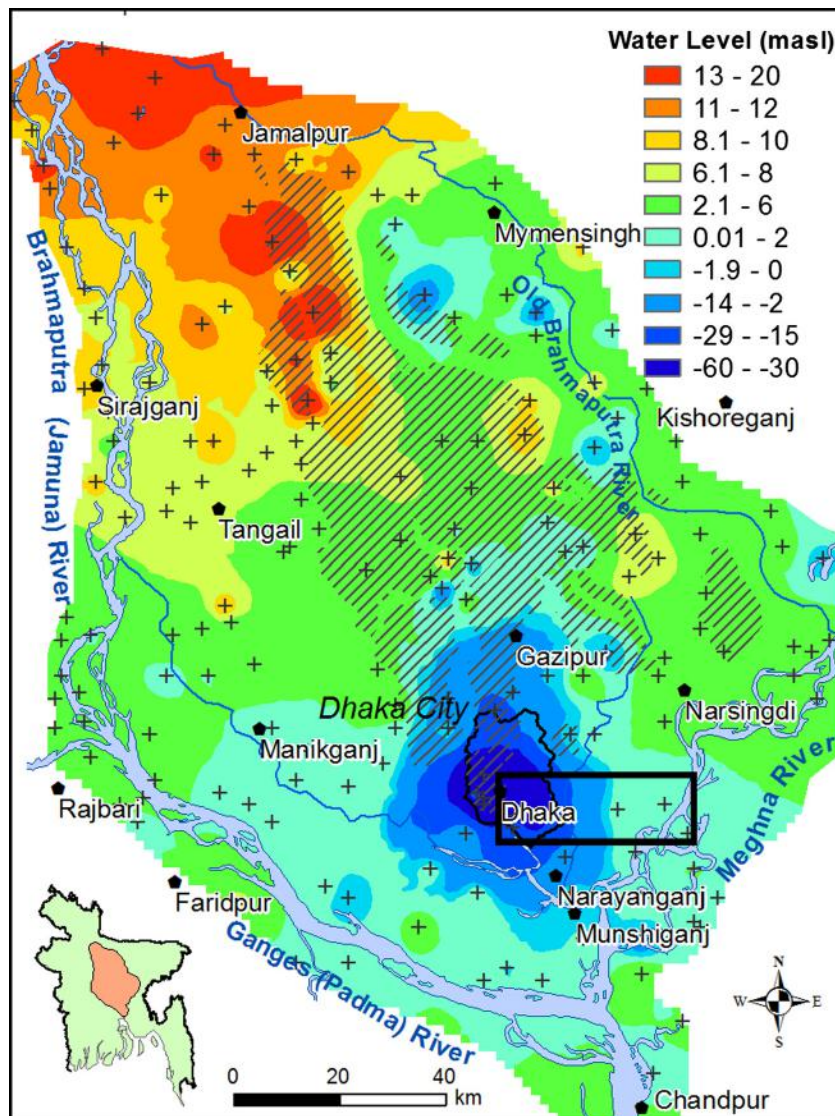 Water Level (masl)
13 - 20
11 - 12
8.1 - 10
6.1 - 8
2.1 - 6
0.01 - 2
-1.9 - 0
-14 - -2
-29 - -15
-60 - -30
Jamalpur
Mymensingh
Brahmaputra (Jamuna) River
Old Brahmaputra River
Sirajganj
Kishoreganj
Tangail
Gazipur
Dhaka City
Narsingdi
Manikganj
Rajbari
Dhaka
Meghna River
Faridpur
Narayanganj
Munshiganj
Ganges (Padma) River
N
W
E
S
0 20 40
km
Chandpur